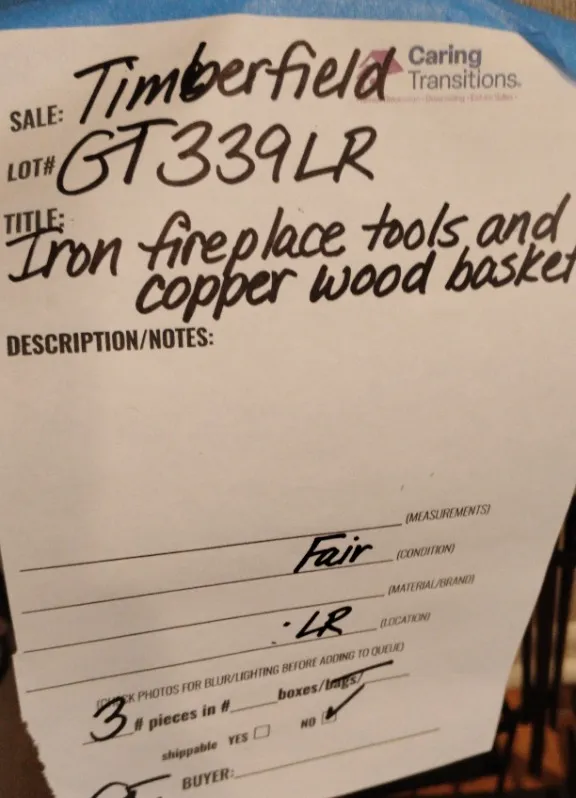 Caring
Transitions.
SALE: Timberfield
LOT# GT339LR
TITLE:
Iron fireplace tools and
copper wood basket
DESCRIPTION/NOTES:
(MEASUREMENTS)
Fair (CONDITION)
(MATERIAL/BRAND)
LR (LOCATION)
(CHECK PHOTOS FOR BLUR/LIGHTING BEFORE ADDING TO QUEUE)
3 # pieces in # boxes/bags/
shippable YES NO
BUYER: